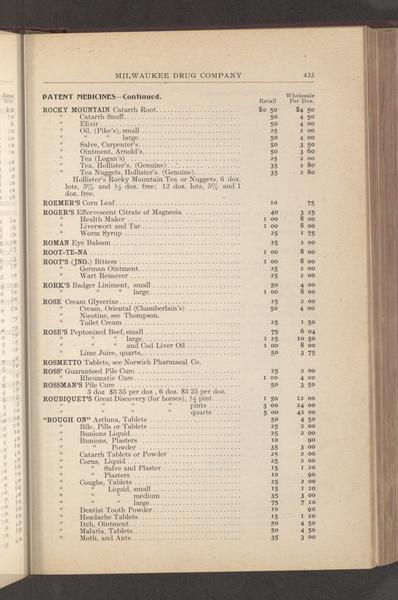 MILWAUKEE DRUG COMPANY 433
PATENT MEDICINES—Continued.
Retail Wholesale Per Doz.
ROCKY MOUNTAIN Catarrh Root $0 50 $4 50
" Catarrh Snuff 50 4 50
" Elixir 50 4 00
" Oil, (Pike's), small 25 2 00
" " " large 50 4 00
" Salve, Carpenter's 50 3 50
" Ointment, Arnold's 50 3 60
" Tea (Logan's) 25 2 00
" Tea, Hollister's, (Genuine) 35 2 80
" Tea Nuggets, Hollister's, (Genuine) 35 2 80
Hollister's Rocky Mountain Tea or Nuggets, 6 doz.
lots, 5% and ½ doz. free; 12 doz. lots, 5% and 1
doz. free.
ROEMER'S Corn Leaf 10 75
ROGER'S Effervescent Citrate of Magnesia 40 3 25
" Health Maker 1 00 8 00
" Liverwort and Tar 1 00 8 00
" Worm Syrup 25 1 75
ROMAN Eye Balsam 25 2 00
ROOT-TE-NA 1 00 8 00
ROOT'S (JNO.) Bitters 1 00 8 00
" German Ointment 25 2 00
" Wart Remover 25 2 00
RORK'S Badger Liniment, small 50 4 00
" " " large 1 00 8 00
ROSE Cream Glycerine 25 2 00
" Cream, Oriental (Chamberlain's) 50 4 00
" Nicotine, see Thompson.
" Toilet Cream 25 1 50
ROSE'S Peptonized Beef, small 75 6 04
" " " large 1 25 10 50
" " " and Cod Liver Oil 1 00 8 00
" Lime Juice, quarts 50 3 75
ROSMETTO Tablets, see Norwich Pharmacal Co.
ROSS' Guaranteed Pile Cure 25 2 00
" Rheumatic Cure 1 00 4 00
ROSSMAN'S Pile Cure 50 3 50
3 doz $3 35 per doz, 6 doz. $3 25 per doz.
ROUBIQUET'S Great Discovery (for horses), ½ pint 1 50 12 00
" " " " pints 3 00 24 00
" " " " quarts 5 00 42 00
"ROUGH ON" Asthma, Tablets 50 4 50
" Bile, Pills or Tablets 25 2 00
" Bunions Liquid 25 2 00
" Bunions, Plasters 10 90
" " Powder 35 3 00
" Catarrh Tablets or Powder 25 2 00
" Corns, Liquid 25 2 00
" " Salve and Plaster 15 1 20
" " Plasters 10 90
" Coughs, Tablets 25 2 00
" " Liquid, small 15 1 20
" " " medium 35 3 00
" " " large 75 7 20
" Dentist Tooth Powder 10 90
" Headache Tablets 15 1 20
" Itch, Ointment 50 4 50
" Malaria, Tablets 50 4 50
" Moth, and Ants 35 3 00